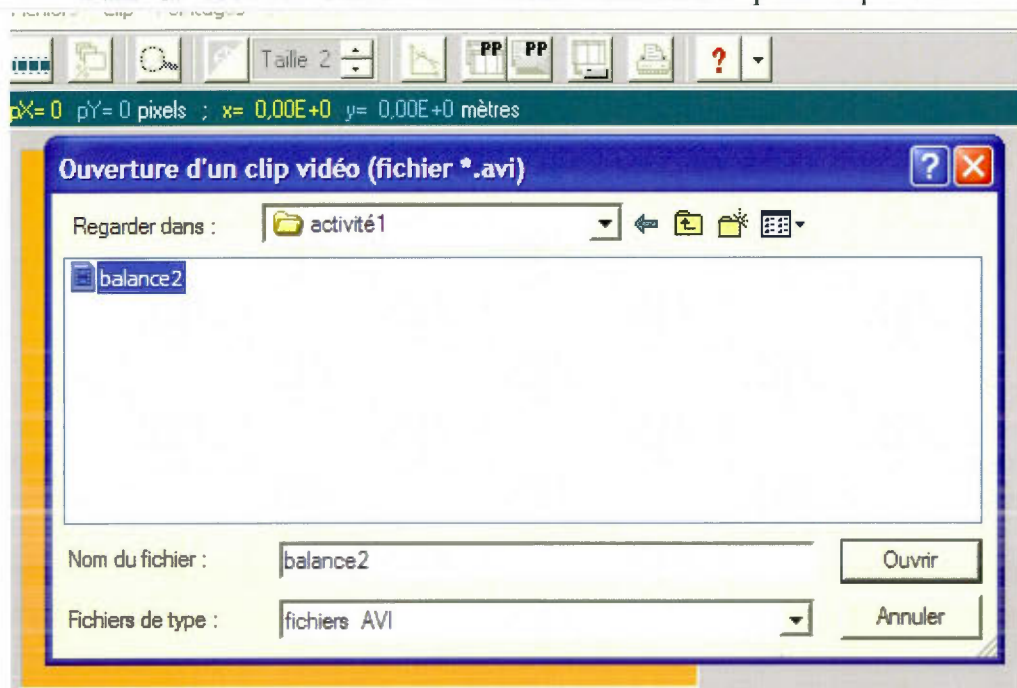 Taille 2 PP PP ?
pX= 0 pY= 0 pixels ; x= 0,00E+0 y= 0,00E+0 mètres
Ouverture d'un clip vidéo (fichier *.avi)
Regarder dans : activité1
balance2
Nom du fichier : balance2 Ouvrir
Fichiers de type : fichiers AVI Annuler